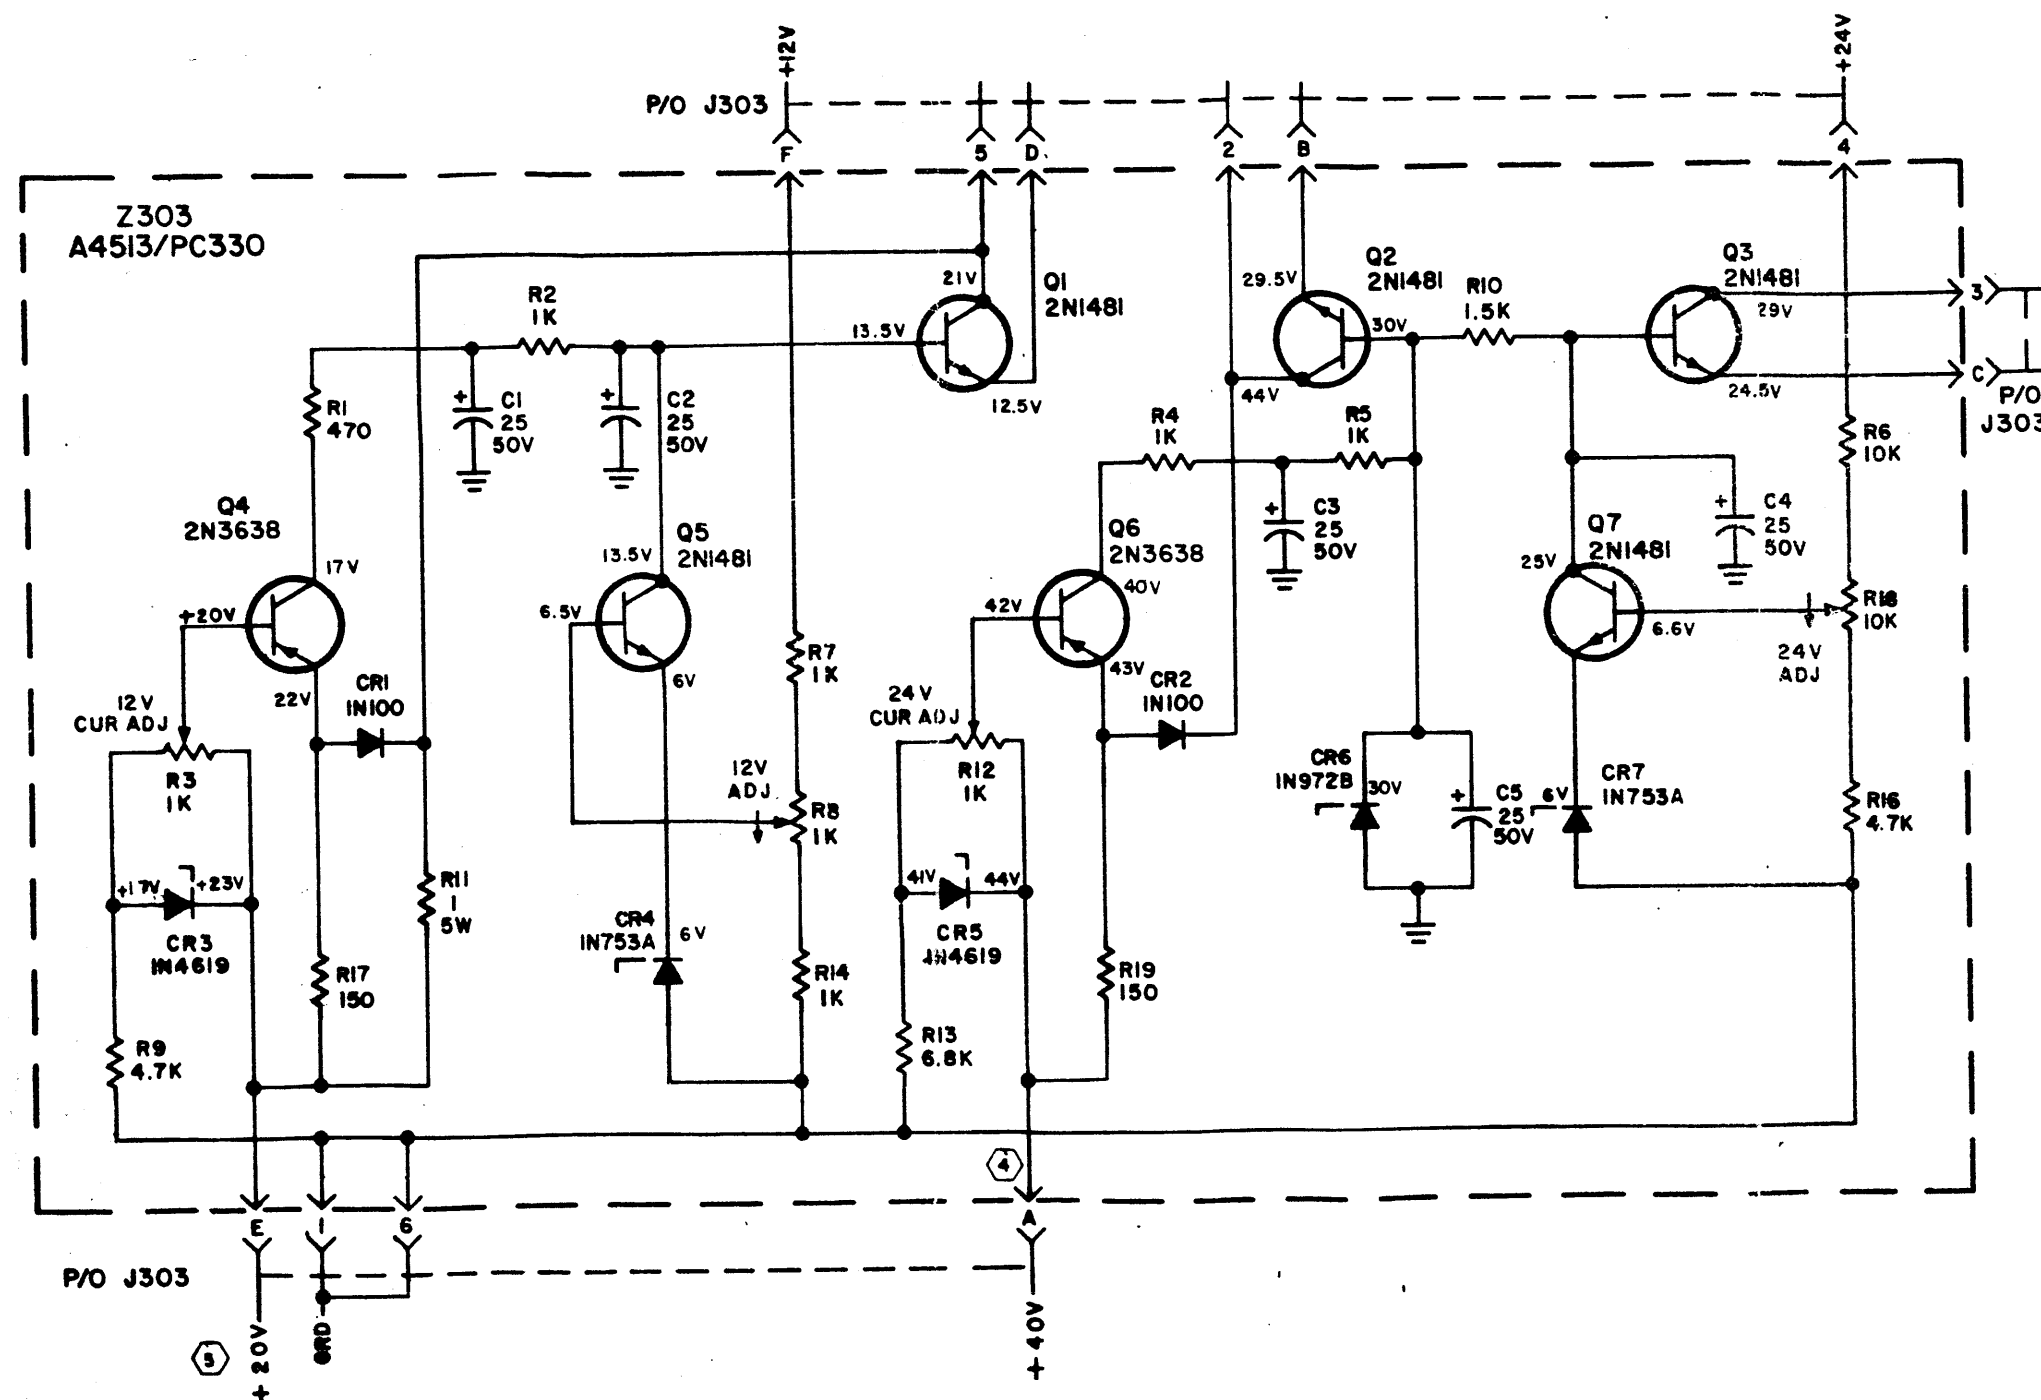 +12V
+24V
P/O J303
F
5
D
2
B
4
Z303
A4513/PC330
R2
1K
21V
Q1
2N1481
13.5V
12.5V
29.5V
Q2
2N1481
30V
44V
R10
1.5K
Q3
2N1481
29V
24.5V
3
C
P/O
J303
R1
470
C1
25
50V
C2
25
50V
R4
1K
R5
1K
R6
10K
Q4
2N3638
17V
+20V
22V
Q5
2N1481
13.5V
6.5V
6V
Q6
2N3638
42V
40V
43V
C3
25
50V
Q7
2N1481
25V
6.6V
C4
25
50V
R18
10K
24V
ADJ
12V
CUR ADJ
CR1
1N100
R7
1K
24V
CUR ADJ
CR2
1N100
R3
1K
12V
ADJ
R8
1K
R12
1K
CR6
1N972B
30V
C5
25
50V
6V
CR7
1N753A
R16
4.7K
+17V
+23V
CR3
1N4619
R11
1
5W
CR4
1N753A
6V
41V
44V
CR5
1N4619
R17
150
R14
1K
R19
150
R9
4.7K
R13
6.8K
4
E
1
6
A
P/O J303
5
+20V
GRD
+40V